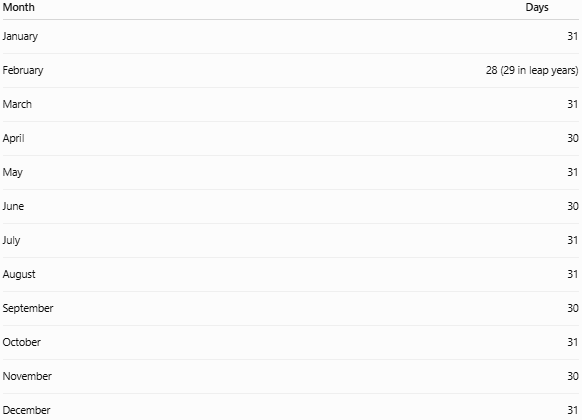 Month Days
January 31
February 28 (29 in leap years)
March 31
April 30
May 31
June 30
July 31
August 31
September 30
October 31
November 30
December 31